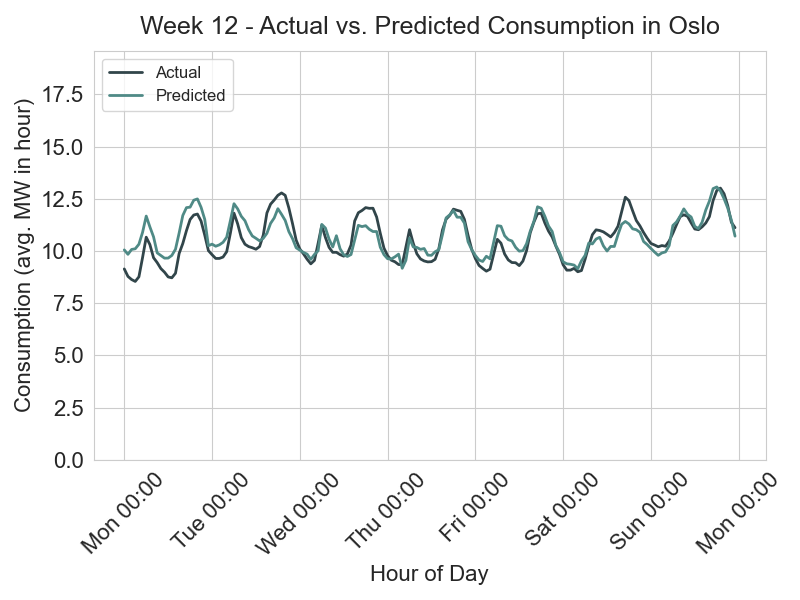 Week 12 - Actual vs. Predicted Consumption in Oslo
Actual
Predicted
Consumption (avg. MW in hour)
17.5
15.0
12.5
10.0
7.5
5.0
2.5
0.0
Mon 00:00
Tue 00:00
Wed 00:00
Thu 00:00
Fri 00:00
Sat 00:00
Sun 00:00
Mon 00:00
Hour of Day